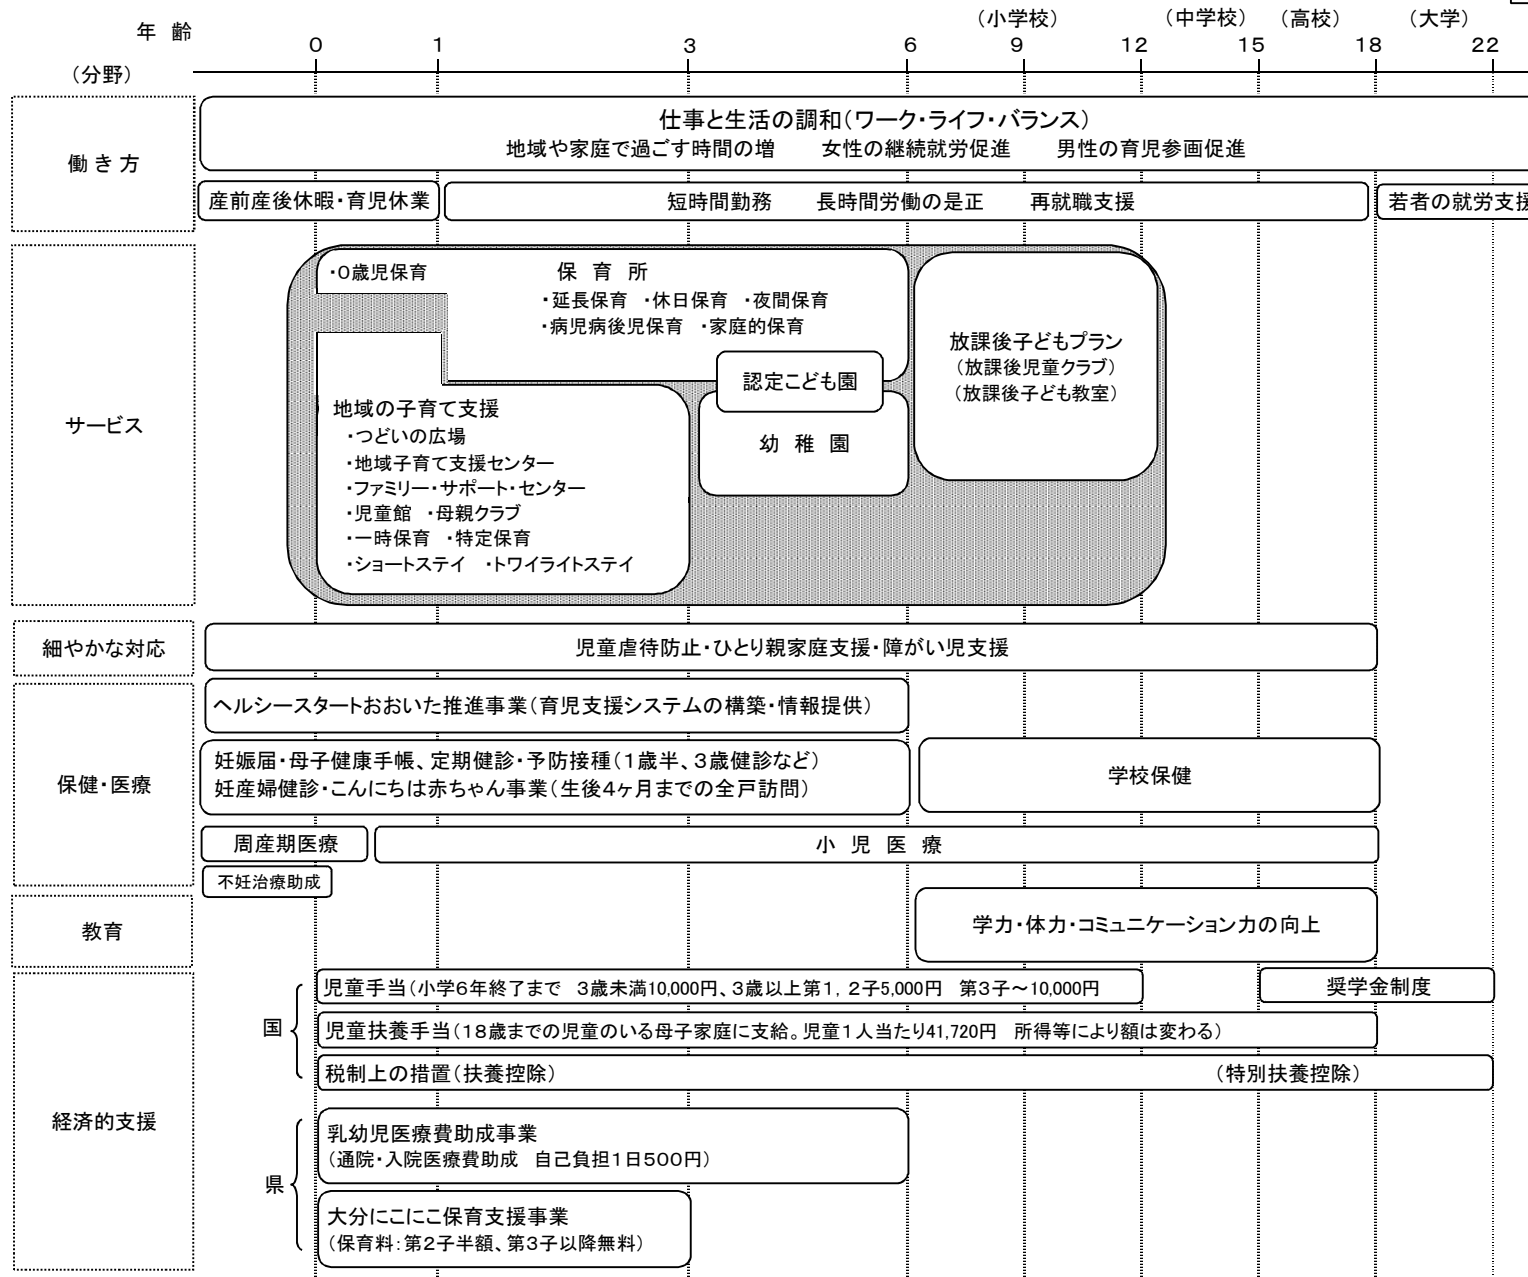 （小学校）　（中学校）　（高校）　（大学）
年 齢
0　1　3　6　9　12　15　18　22
（分野）
働 き 方
仕事と生活の調和（ワーク・ライフ・バランス）
地域や家庭で過ごす時間の増　女性の継続就労促進　男性の育児参画促進
産前産後休暇・育児休業
短時間勤務　長時間労働の是正　再就職支援
若者の就労支援
サービス
・０歳児保育
保 育 所
・延長保育　・休日保育　・夜間保育
・病児病後児保育　・家庭的保育
認定こども園
幼 稚 園
地域の子育て支援
・つどいの広場
・地域子育て支援センター
・ファミリー・サポート・センター
・児童館　・母親クラブ
・一時保育　・特定保育
・ショートステイ　・トワイライトステイ
放課後子どもプラン
（放課後児童クラブ）
（放課後子ども教室）
細やかな対応
児童虐待防止・ひとり親家庭支援・障がい児支援
保健・医療
ヘルシースタートおおいた推進事業（育児支援システムの構築・情報提供）
妊娠届・母子健康手帳、定期健診・予防接種（１歳半、３歳健診など）
妊産婦健診・こんにちは赤ちゃん事業（生後４ヶ月までの全戸訪問）
学校保健
周産期医療
小 児 医 療
不妊治療助成
教育
学力・体力・コミュニケーション力の向上
経済的支援
国
児童手当（小学６年終了まで　３歳未満10,000円、３歳以上第１，２子5,000円　第３子～10,000円
奨学金制度
児童扶養手当（１８歳までの児童のいる母子家庭に支給。児童１人当たり41,720円　所得等により額は変わる）
税制上の措置（扶養控除）　（特別扶養控除）
県
乳幼児医療費助成事業
（通院・入院医療費助成　自己負担１日５００円）
大分にこにこ保育支援事業
（保育料：第２子半額、第３子以降無料）